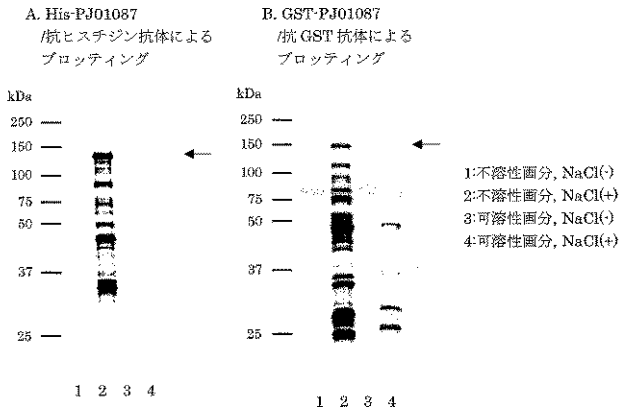 A. His-PJ01087
/抗ヒスチジン抗体による
ブロッティング
kDa
250
150
100
75
50
37
25
1 2 3 4
B. GST-PJ01087
/抗 GST 抗体による
ブロッティング
kDa
250
150
100
75
50
37
25
1 2 3 4
1:不溶性画分, NaCl(-)
2:不溶性画分, NaCl(+)
3:可溶性画分, NaCl(-)
4:可溶性画分, NaCl(+)